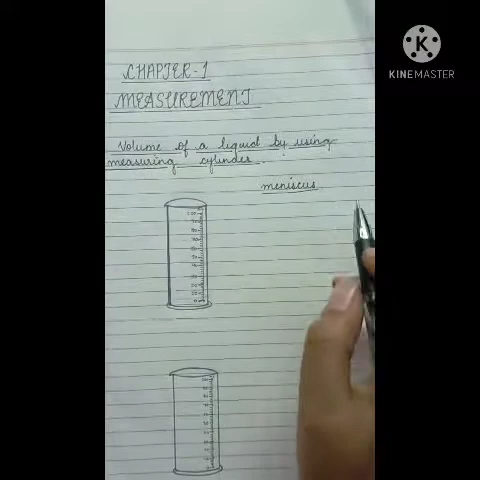 CHAPTER-1
MEASUREMENT
Volume of a liquid by using
measuring cylinder.
meniscus
K
KINEMASTER